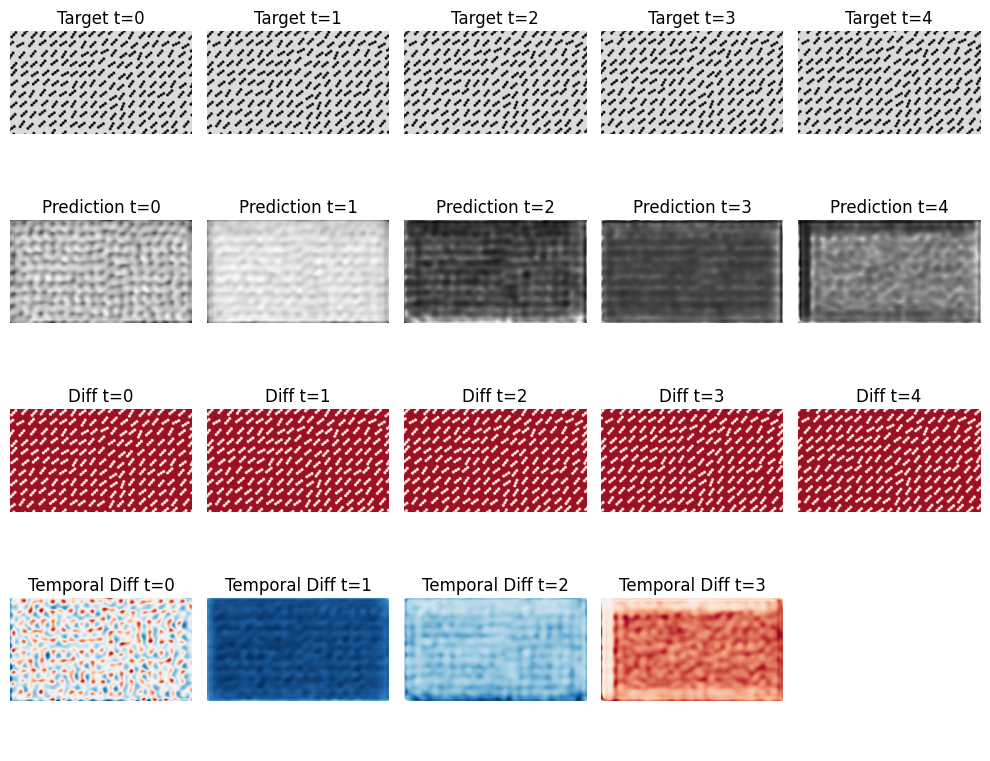 Target t=0 Target t=1 Target t=2 Target t=3 Target t=4
Prediction t=0 Prediction t=1 Prediction t=2 Prediction t=3 Prediction t=4
Diff t=0 Diff t=1 Diff t=2 Diff t=3 Diff t=4
Temporal Diff t=0 Temporal Diff t=1 Temporal Diff t=2 Temporal Diff t=3